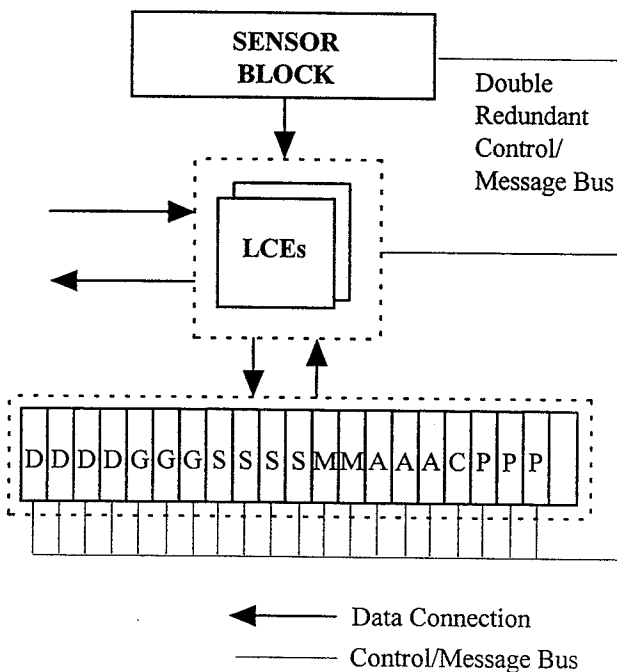 SENSOR
BLOCK
Double
Redundant
Control/
Message Bus
LCEs
D D D D G G G S S S S M M A A A C P P P
Data Connection
Control/Message Bus